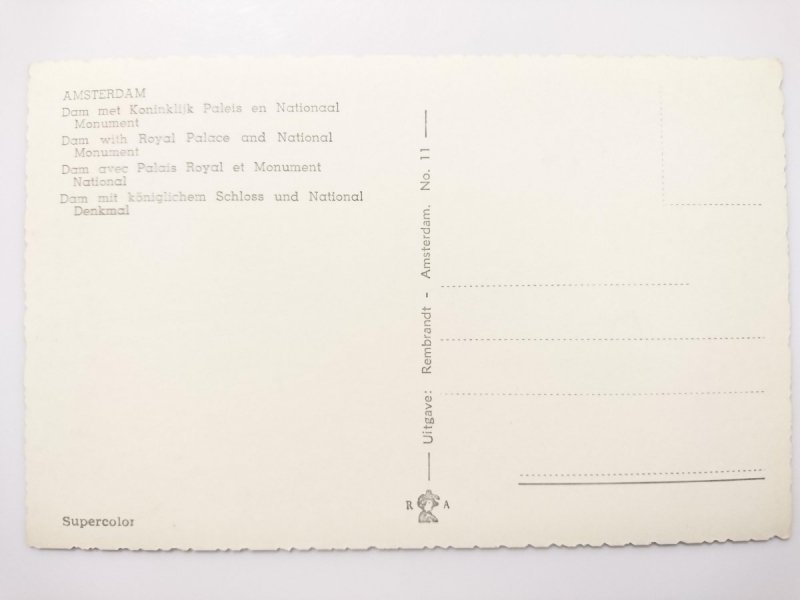 AMSTERDAM
Dam met Koninklijk Paleis en Nationaal
Monument
Dam with Royal Palace and National
Monument
Dam avec Palais Royal et Monument
National
Dam mit königlichem Schloss und National
Denkmal
Uitgave: Rembrandt - Amsterdam. No. 11
R A
Supercolor